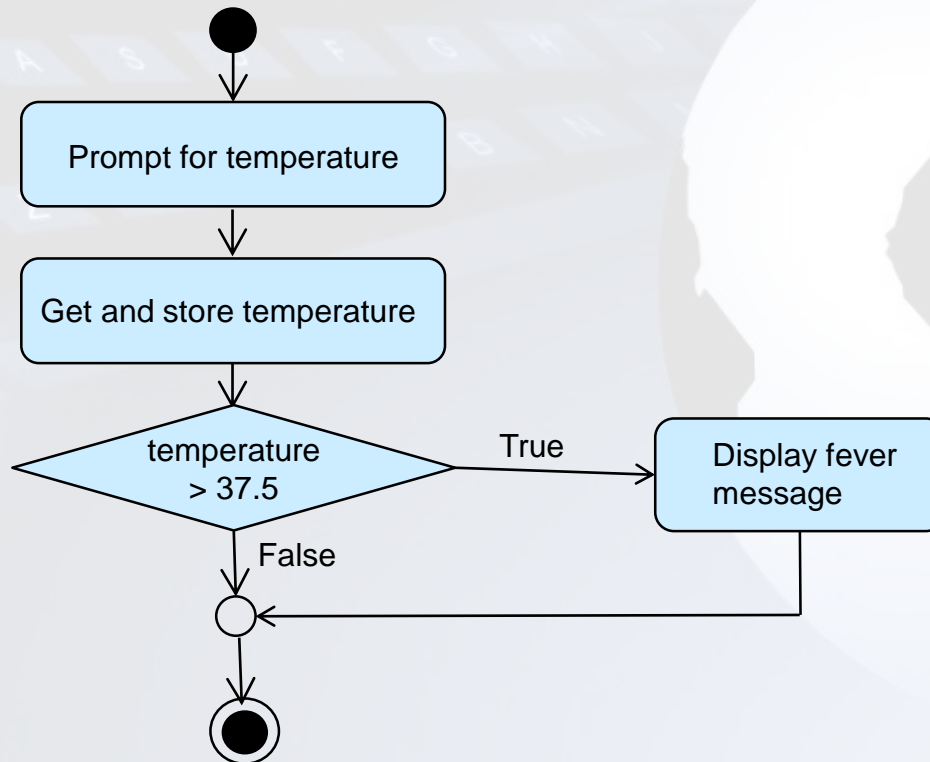 Prompt for temperature
Get and store temperature
temperature
> 37.5
True
Display fever
message
False